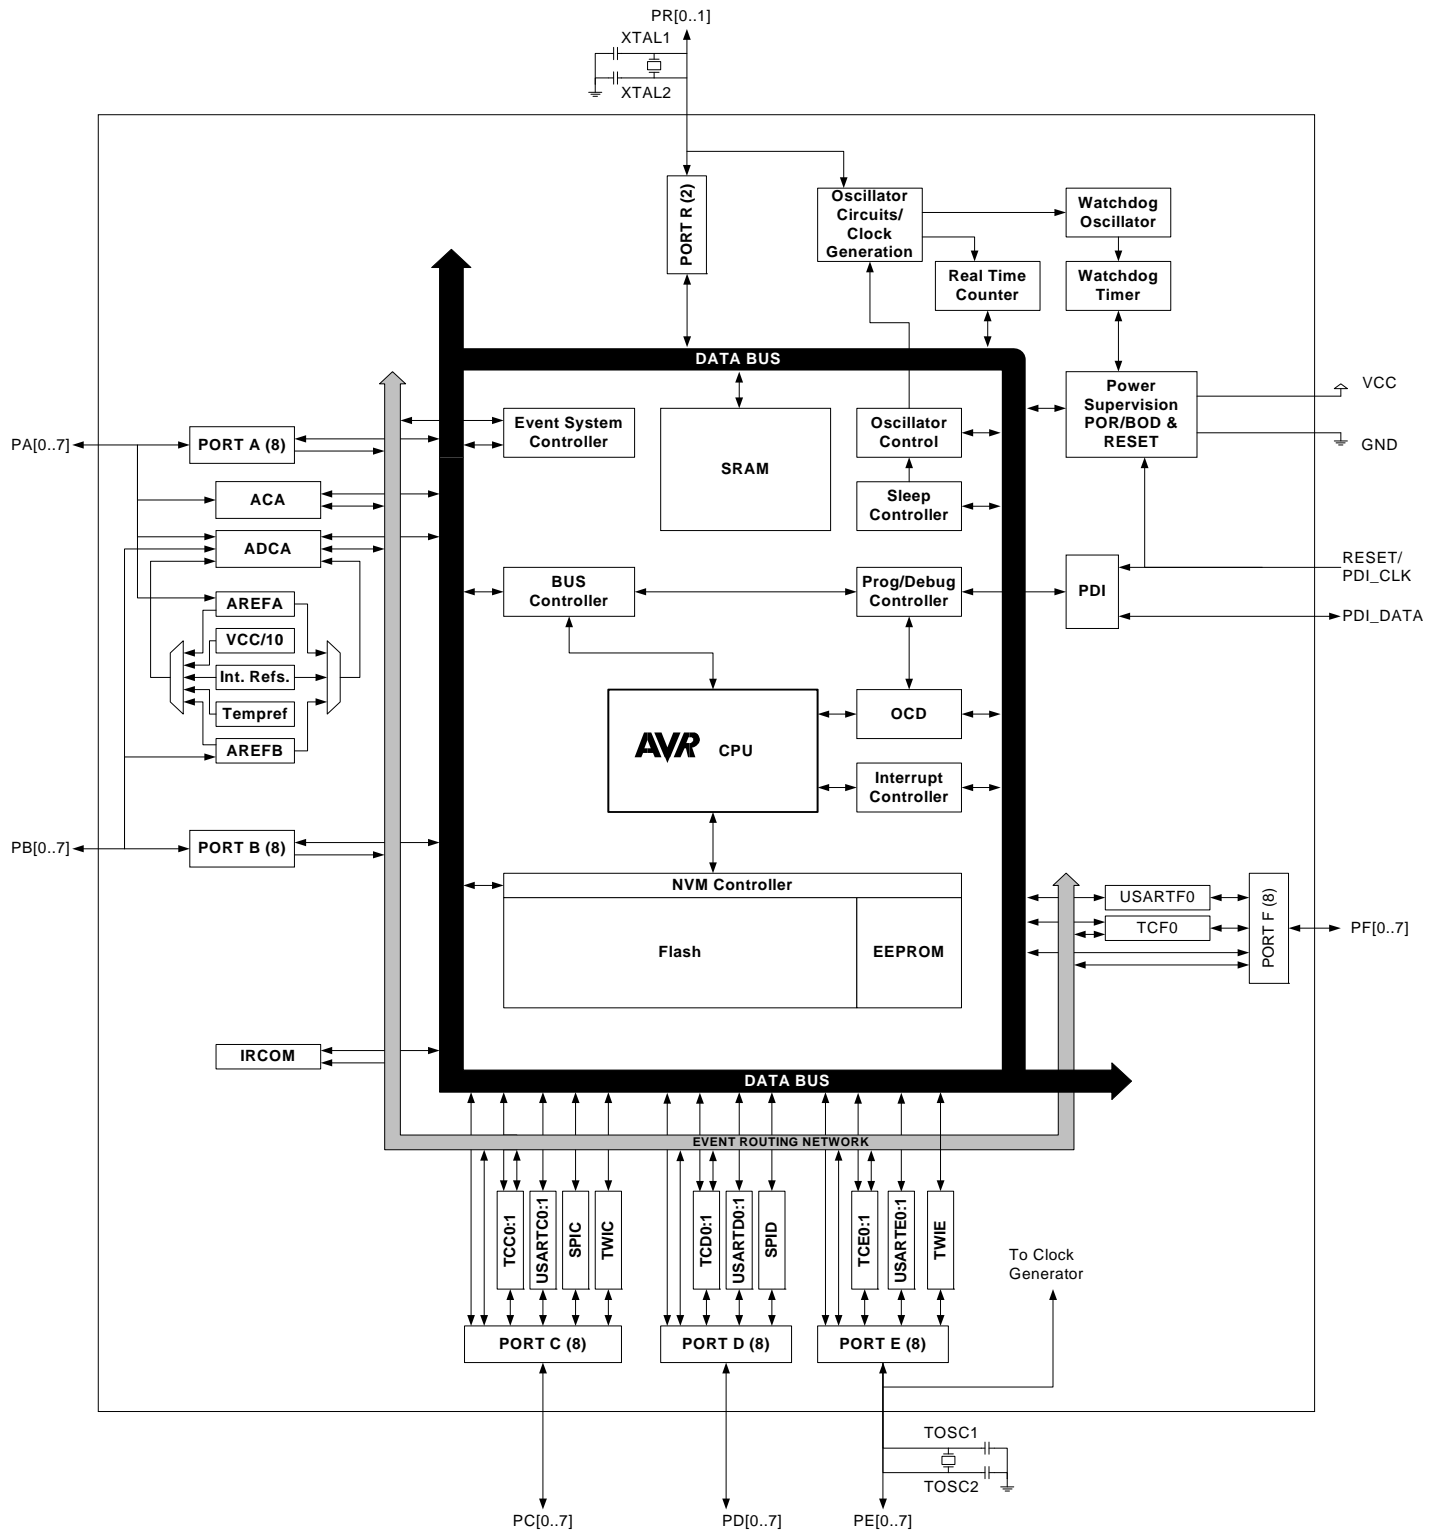 PR[0..1]
XTAL1
XTAL2
PORT R (2)
Oscillator
Circuits/
Clock
Generation
Watchdog
Oscillator
Real Time
Counter
Watchdog
Timer
DATA BUS
Power
Supervision
POR/BOD &
RESET
VCC
GND
Event System
Controller
SRAM
Oscillator
Control
Sleep
Controller
PA[0..7]
PORT A (8)
ACA
ADCA
AREFA
VCC/10
Int. Refs.
Tempref
AREFB
BUS
Controller
Prog/Debug
Controller
PDI
RESET/
PDI_CLK
PDI_DATA
AVR CPU
OCD
Interrupt
Controller
PB[0..7]
PORT B (8)
NVM Controller
Flash
EEPROM
USARTF0
TCF0
PORT F (8)
PF[0..7]
IRCOM
DATA BUS
EVENT ROUTING NETWORK
TCC0:1
USARTC0:1
SPIC
TWIC
TCD0:1
USARTD0:1
SPID
TCE0:1
USARTE0:1
TWIE
To Clock
Generator
PORT C (8)
PORT D (8)
PORT E (8)
TOSC1
TOSC2
PC[0..7]
PD[0..7]
PE[0..7]